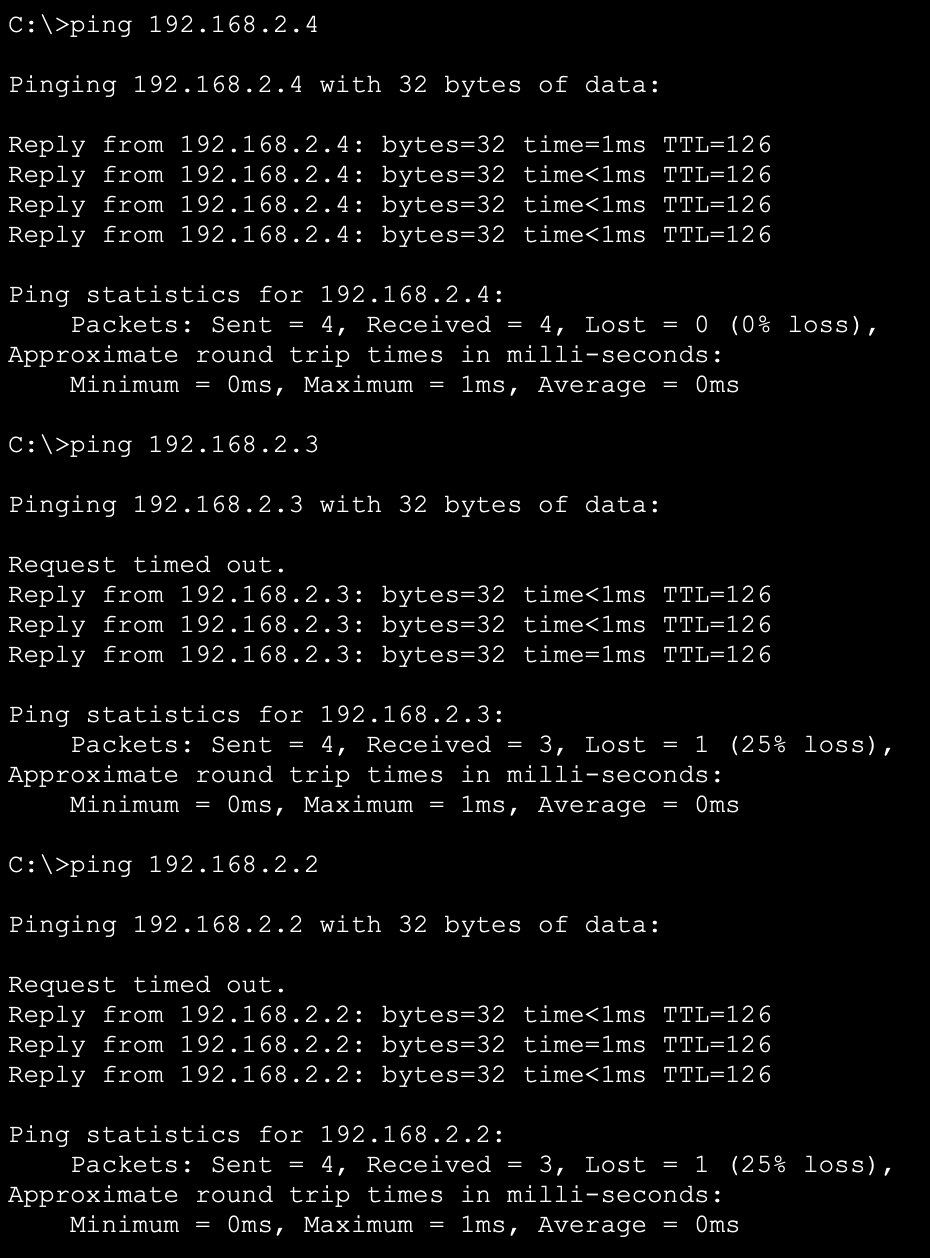 C:\>ping 192.168.2.4
Pinging 192.168.2.4 with 32 bytes of data:
Reply from 192.168.2.4: bytes=32 time=1ms TTL=126
Reply from 192.168.2.4: bytes=32 time<1ms TTL=126
Reply from 192.168.2.4: bytes=32 time<1ms TTL=126
Reply from 192.168.2.4: bytes=32 time<1ms TTL=126
Ping statistics for 192.168.2.4:
    Packets: Sent = 4, Received = 4, Lost = 0 (0% loss),
Approximate round trip times in milli-seconds:
    Minimum = 0ms, Maximum = 1ms, Average = 0ms
C:\>ping 192.168.2.3
Pinging 192.168.2.3 with 32 bytes of data:
Request timed out.
Reply from 192.168.2.3: bytes=32 time<1ms TTL=126
Reply from 192.168.2.3: bytes=32 time<1ms TTL=126
Reply from 192.168.2.3: bytes=32 time=1ms TTL=126
Ping statistics for 192.168.2.3:
    Packets: Sent = 4, Received = 3, Lost = 1 (25% loss),
Approximate round trip times in milli-seconds:
    Minimum = 0ms, Maximum = 1ms, Average = 0ms
C:\>ping 192.168.2.2
Pinging 192.168.2.2 with 32 bytes of data:
Request timed out.
Reply from 192.168.2.2: bytes=32 time<1ms TTL=126
Reply from 192.168.2.2: bytes=32 time=1ms TTL=126
Reply from 192.168.2.2: bytes=32 time<1ms TTL=126
Ping statistics for 192.168.2.2:
    Packets: Sent = 4, Received = 3, Lost = 1 (25% loss),
Approximate round trip times in milli-seconds:
    Minimum = 0ms, Maximum = 1ms, Average = 0ms